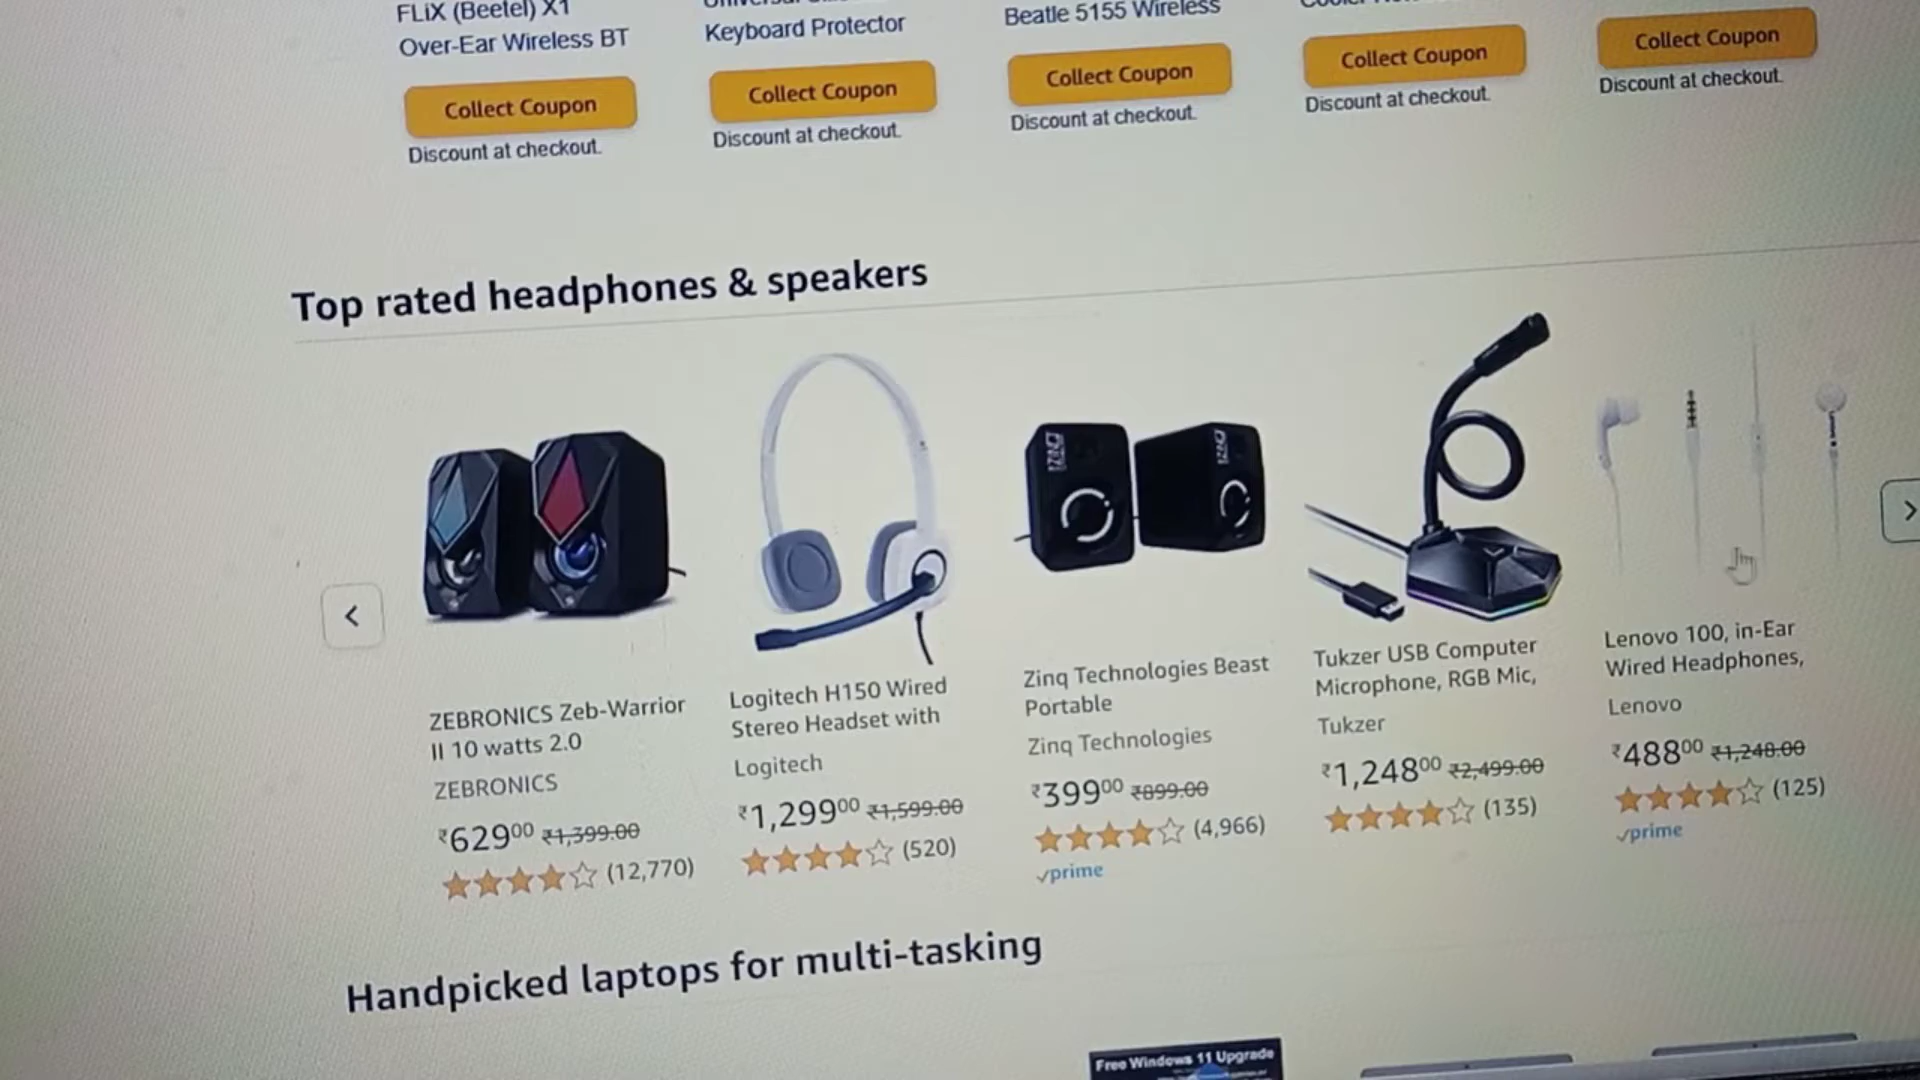 FLiX (Beetel) X1
Over-Ear Wireless BT
Collect Coupon
Discount at checkout.
Keyboard Protector
Collect Coupon
Discount at checkout.
Beatle 5155 Wireless
Collect Coupon
Discount at checkout.
Collect Coupon
Discount at checkout.
Collect Coupon
Discount at checkout.
Top rated headphones & speakers
ZEBRONICS Zeb-Warrior
II 10 watts 2.0
ZEBRONICS
₹629⁰⁰ ₹1,399.00
(12,770)
Logitech H150 Wired
Stereo Headset with
Logitech
₹1,299⁰⁰ ₹1,599.00
(520)
Zinq Technologies Beast
Portable
Zinq Technologies
₹399⁰⁰ ₹899.00
(4,966)
prime
Tukzer USB Computer
Microphone, RGB Mic,
Tukzer
₹1,248⁰⁰ ₹2,499.00
(135)
Lenovo 100, in-Ear
Wired Headphones,
Lenovo
₹488⁰⁰ ₹1,248.00
(125)
prime
Handpicked laptops for multi-tasking
Free Windows 11 Upgrade